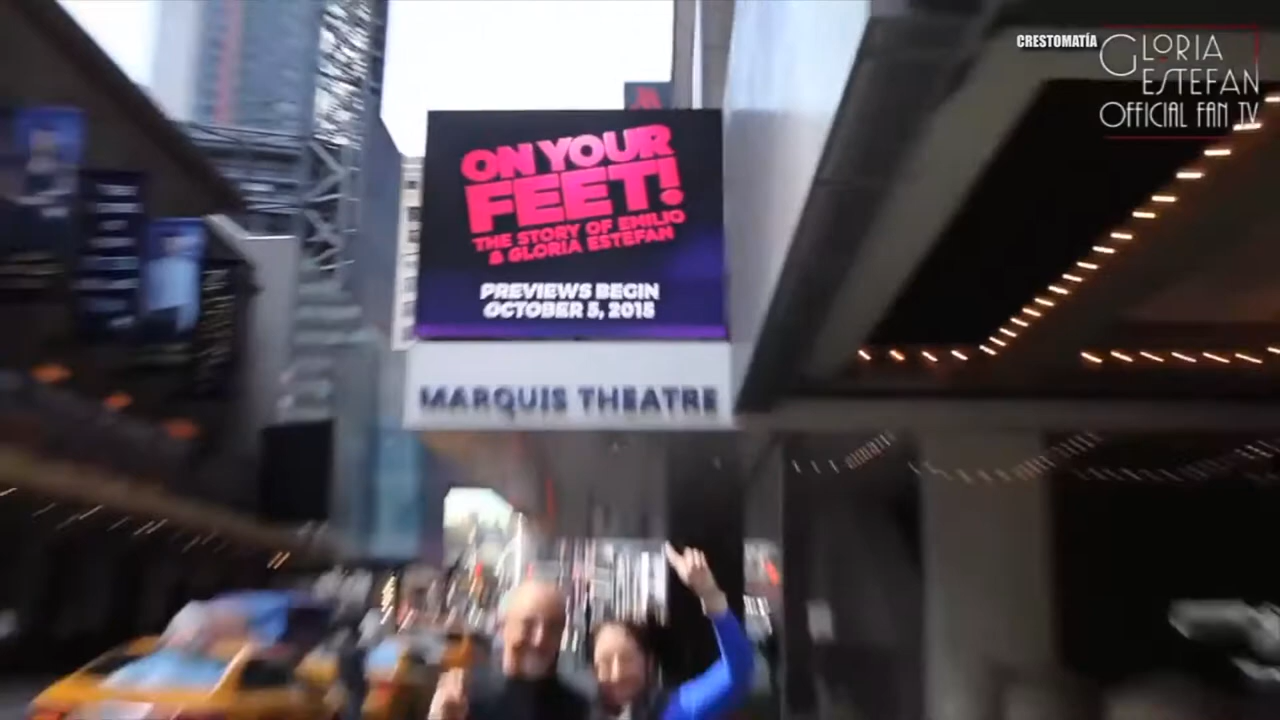 CRESTOMATÍA
GLORIA
ESTEFAN
OFFICIAL FAN TV
ON YOUR
FEET!
THE STORY OF EMILIO
& GLORIA ESTEFAN
PREVIEWS BEGIN
OCTOBER 5, 2015
MARQUIS THEATRE